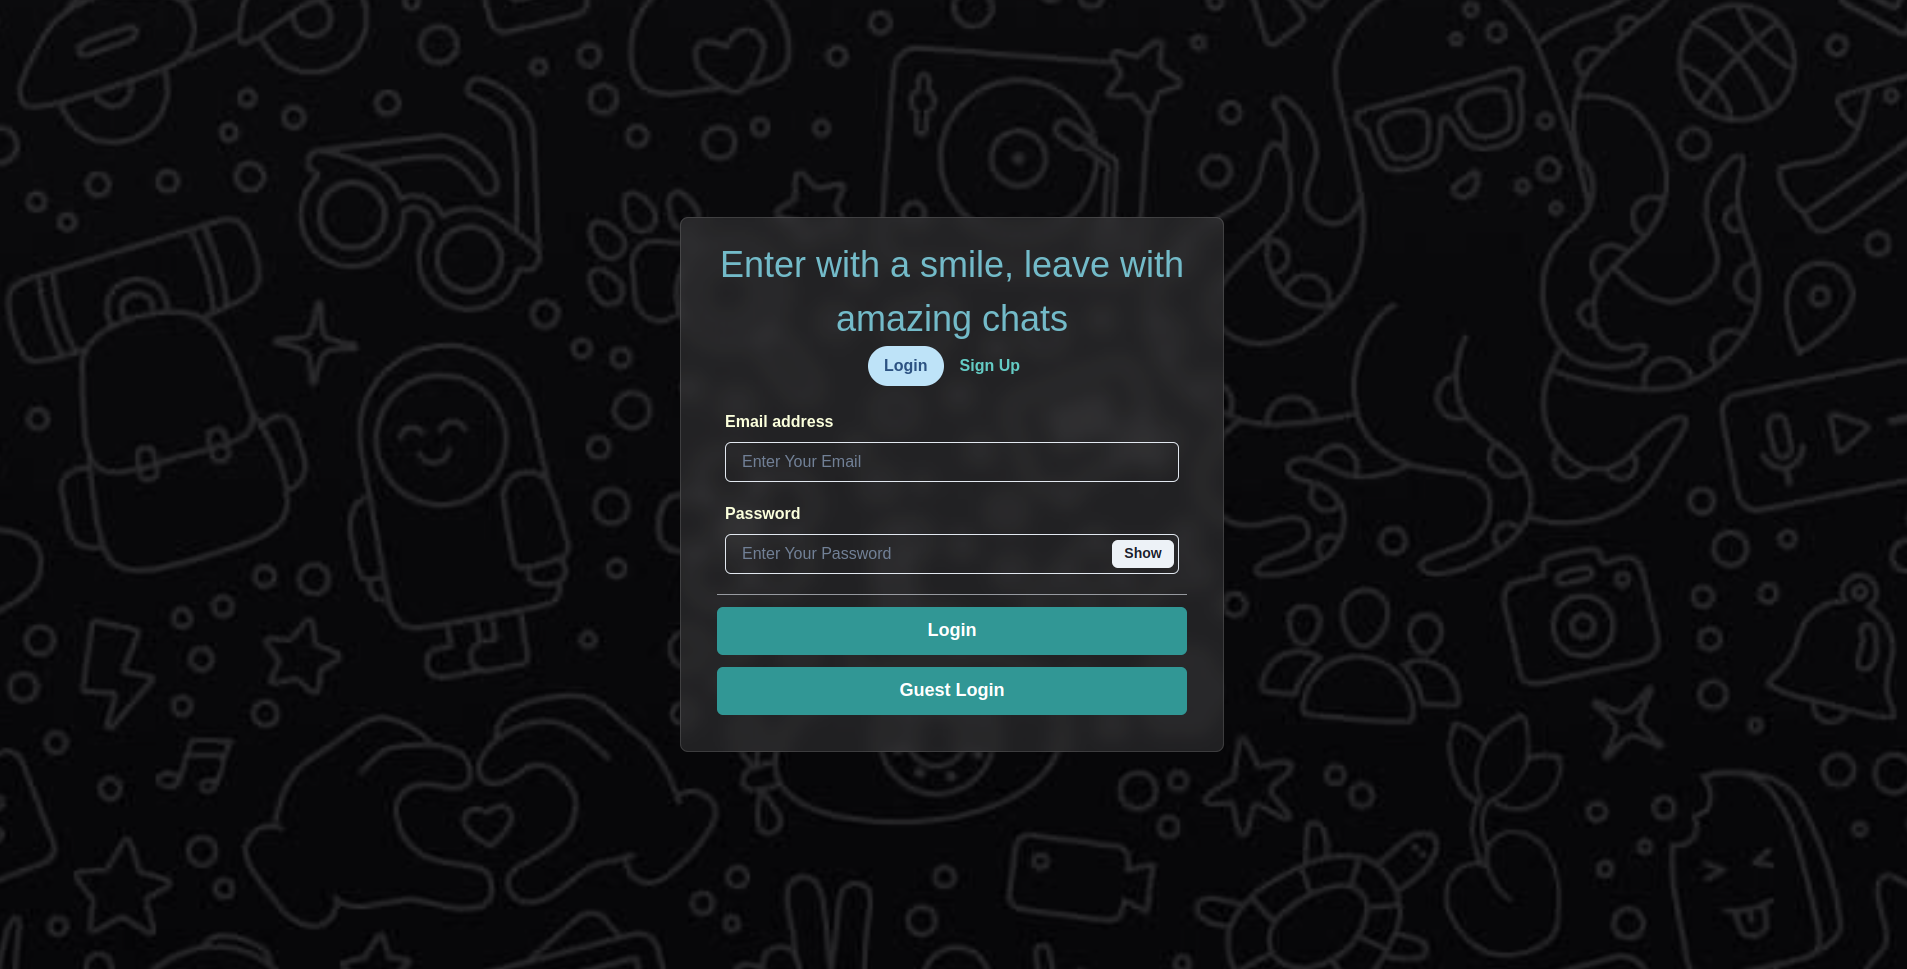 Enter with a smile, leave with
amazing chats
Login Sign Up
Email address
Enter Your Email
Password
Enter Your Password Show
Login
Guest Login